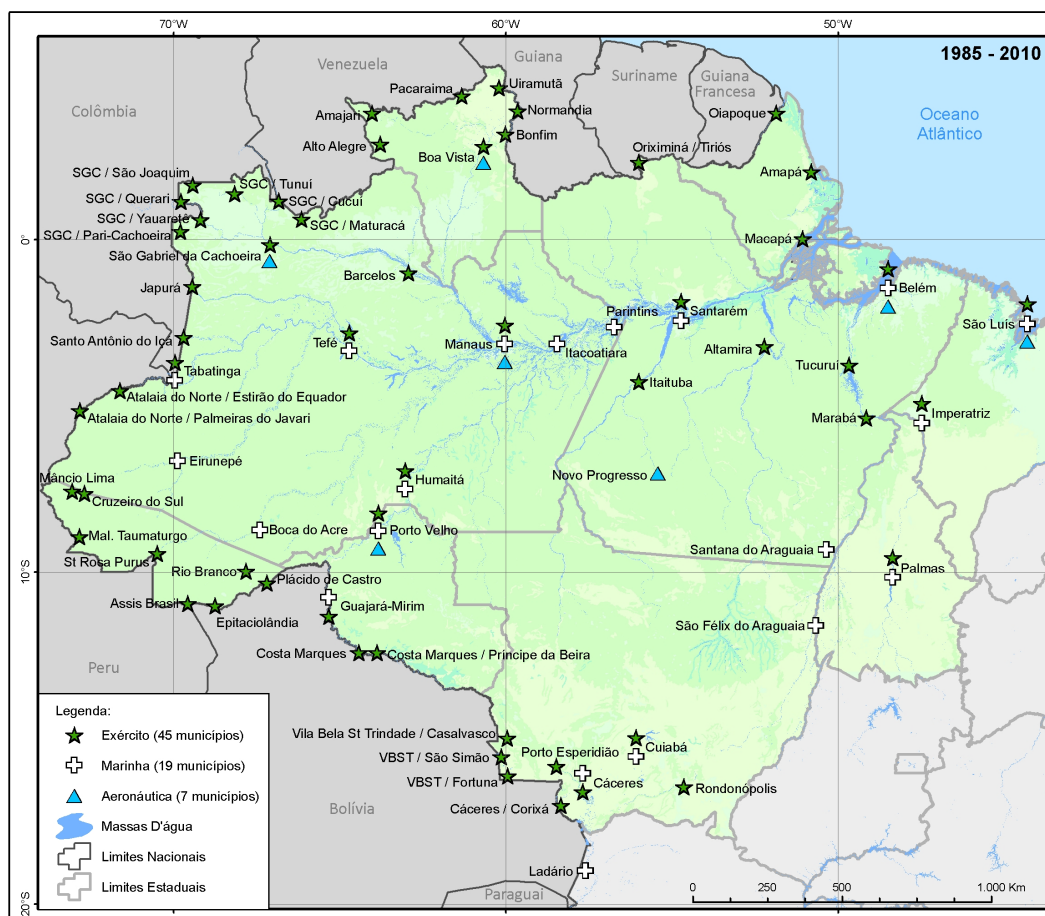 70°W
60°W
50°W
1985 - 2010
Venezuela
Guiana
Suriname
Guiana
Francesa
Colômbia
Oceano
Atlântico
Pacaraima
Uiramutã
Amajari
Normandia
Oiapoque
Alto Alegre
Bonfim
Boa Vista
Oriximiná / Tiriós
Amapá
SGC / São Joaquim
SGC / Tunuí
SGC / Querari
SGC / Cucuí
SGC / Yauaretê
SGC / Maturacá
SGC / Pari-Cachoeira
0°
Macapá
São Gabriel da Cachoeira
Barcelos
Japurá
Belém
Parintins
Santarém
São Luís
Santo Antônio do Içá
Tefé
Manaus
Itacoatiara
Altamira
Tucuruí
Tabatinga
Itaituba
Atalaia do Norte / Estirão do Equador
Atalaia do Norte / Palmeiras do Javari
Marabá
Imperatriz
Eirunepé
Novo Progresso
Mâncio Lima
Humaitá
Cruzeiro do Sul
Boca do Acre
Porto Velho
Mal. Taumaturgo
Santana do Araguaia
St Rosa Purus
Palmas
10°S
Rio Branco
Plácido de Castro
Assis Brasil
Guajará-Mirim
Epitaciolândia
São Félix do Araguaia
Costa Marques
Costa Marques / Principe da Beira
Peru
Legenda:
Exército (45 municípios)
Marinha (19 municípios)
Aeronáutica (7 municípios)
Massas D'água
Limites Nacionais
Limites Estaduais
Vila Bela St Trindade / Casalvasco
Cuiabá
Porto Esperidião
VBST / São Simão
VBST / Fortuna
Cáceres
Rondonópolis
Cáceres / Corixá
Bolívia
Ladário
Paraguai
0
250
500
1.000 Km
20°S